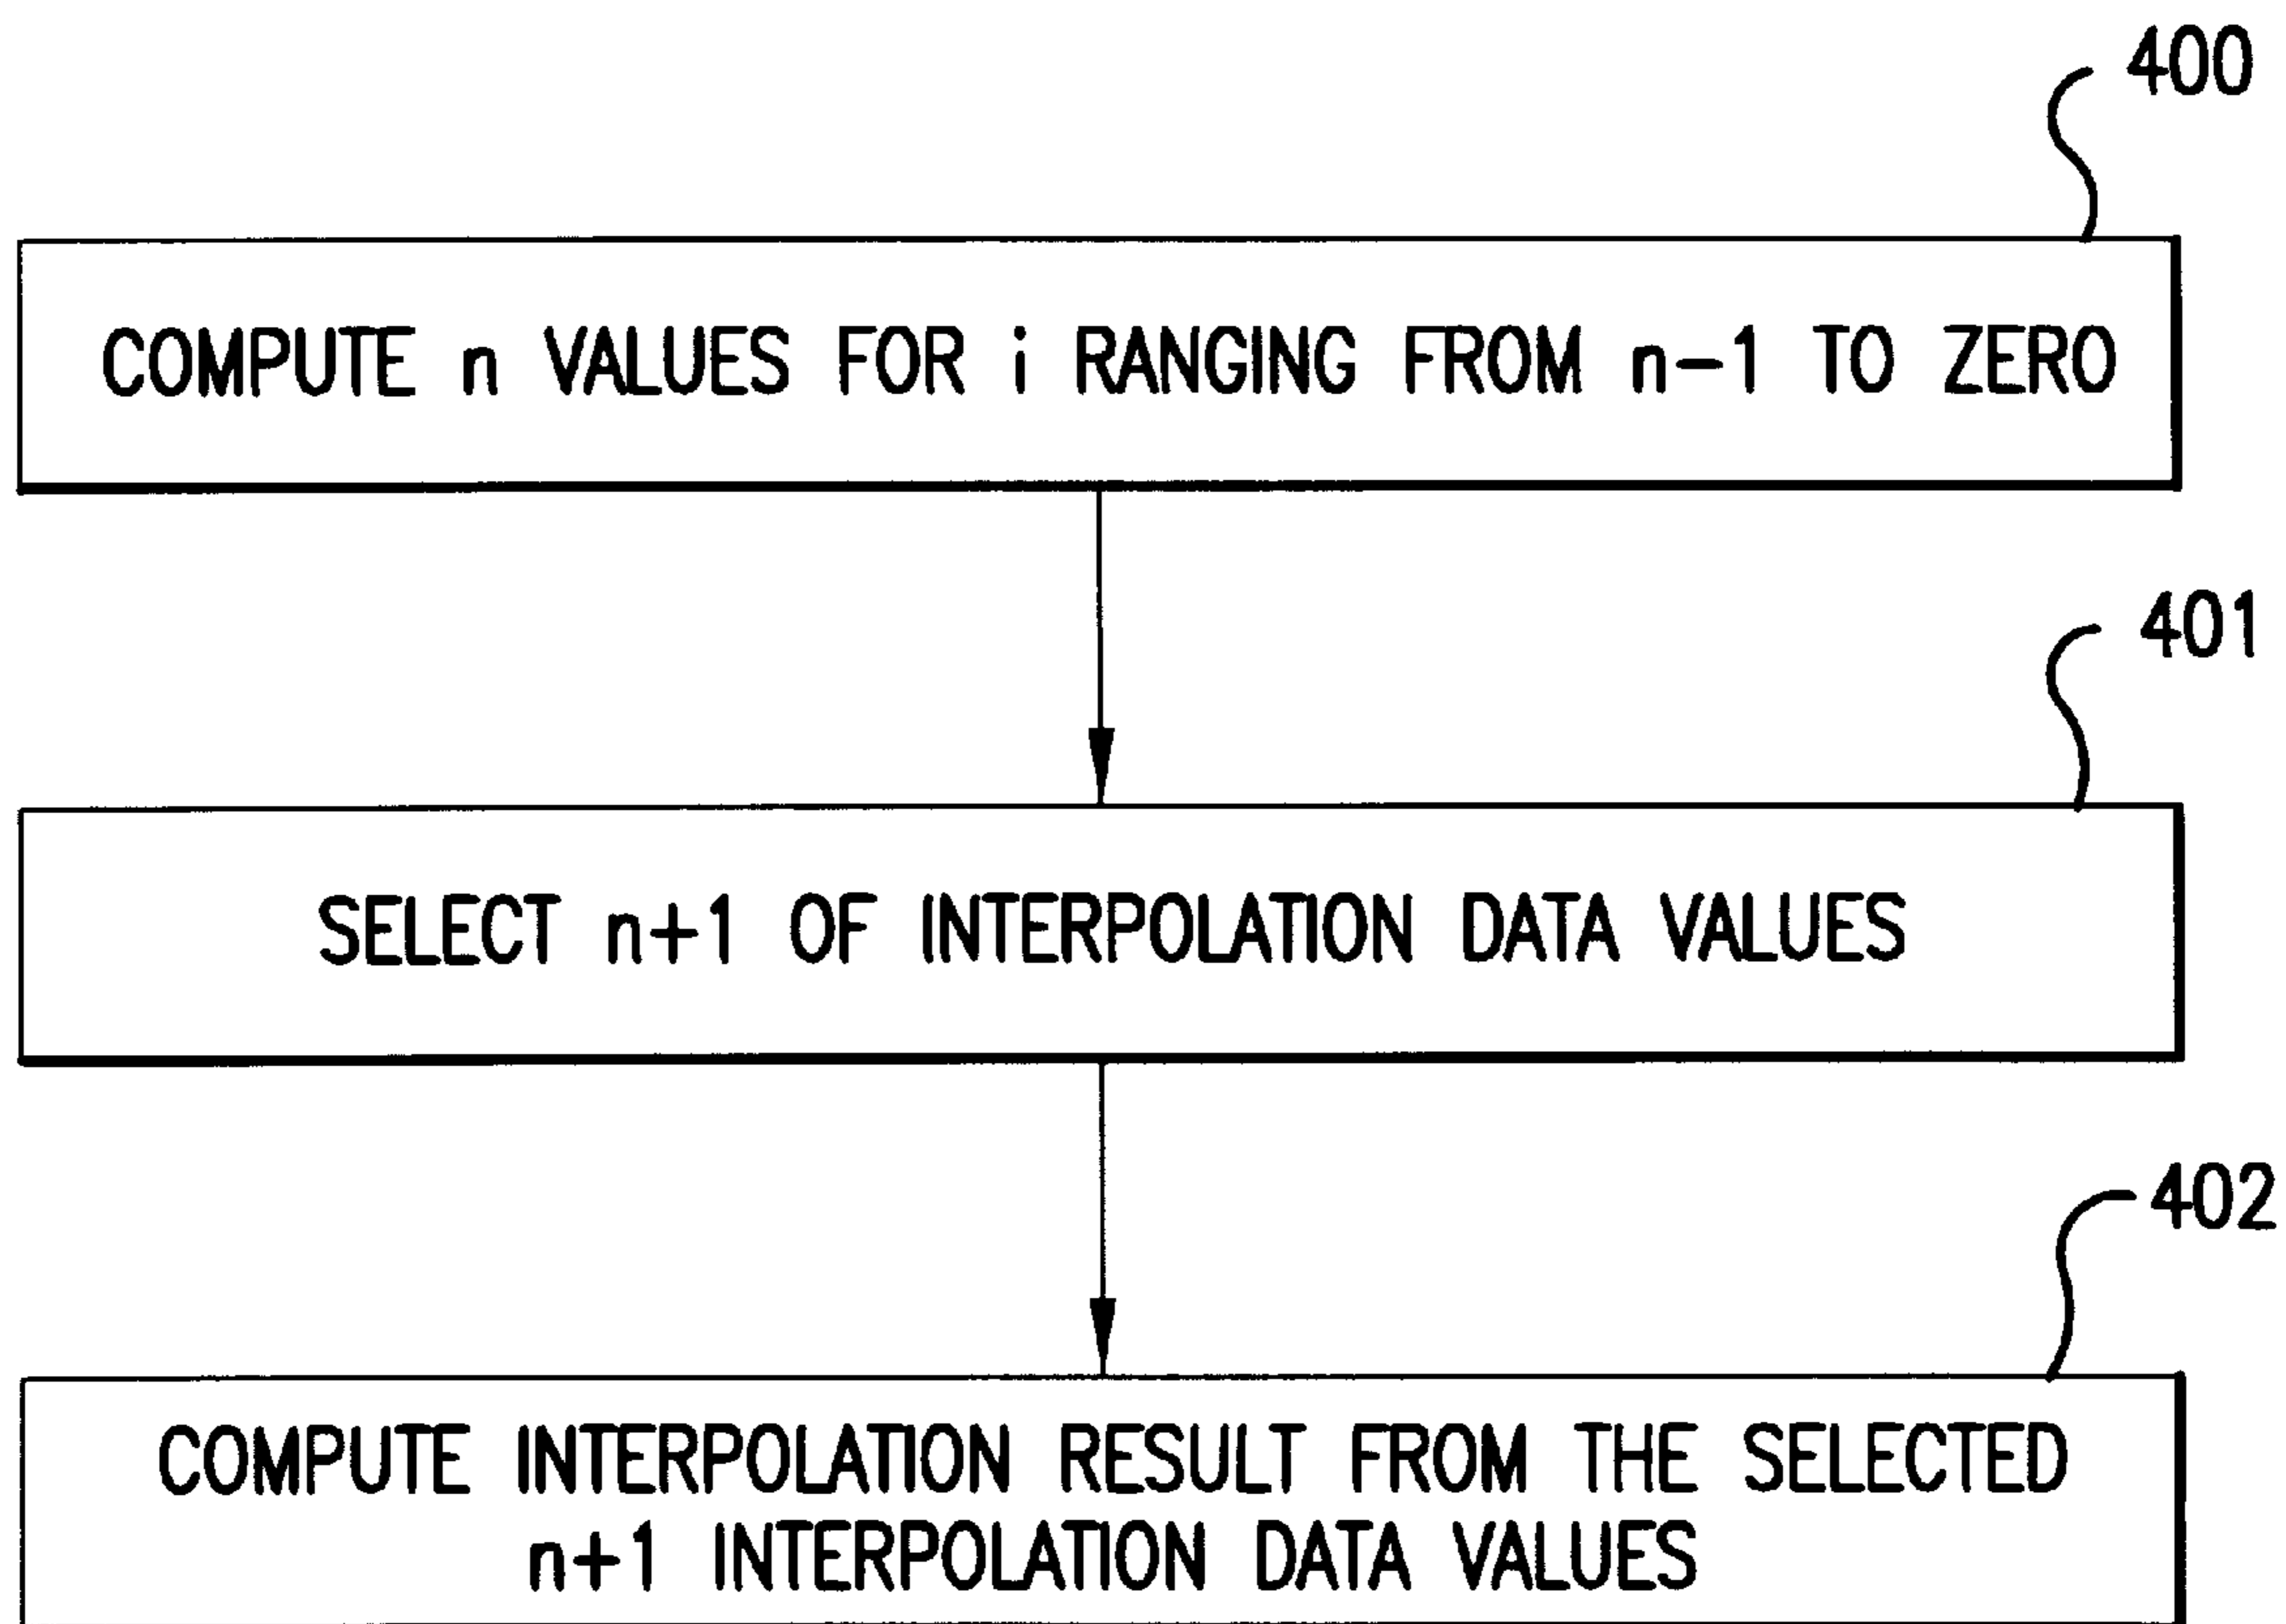 400
COMPUTE n VALUES FOR i RANGING FROM n-1 TO ZERO
401
SELECT n+1 OF INTERPOLATION DATA VALUES
402
COMPUTE INTERPOLATION RESULT FROM THE SELECTED
n+1 INTERPOLATION DATA VALUES